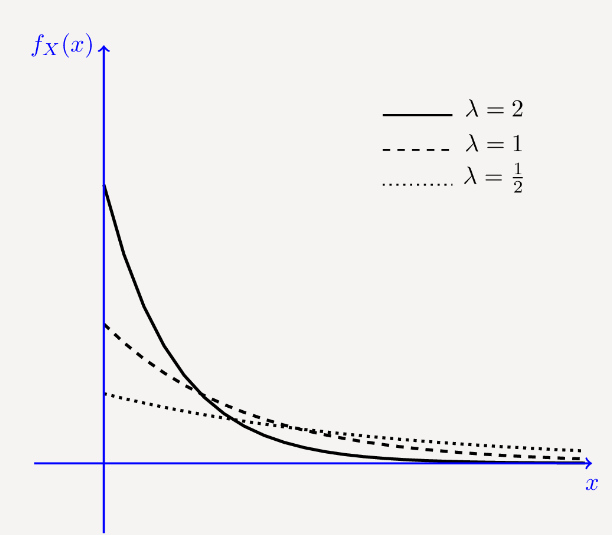 f_X(x)
λ = 2
λ = 1
λ = 1/2
x